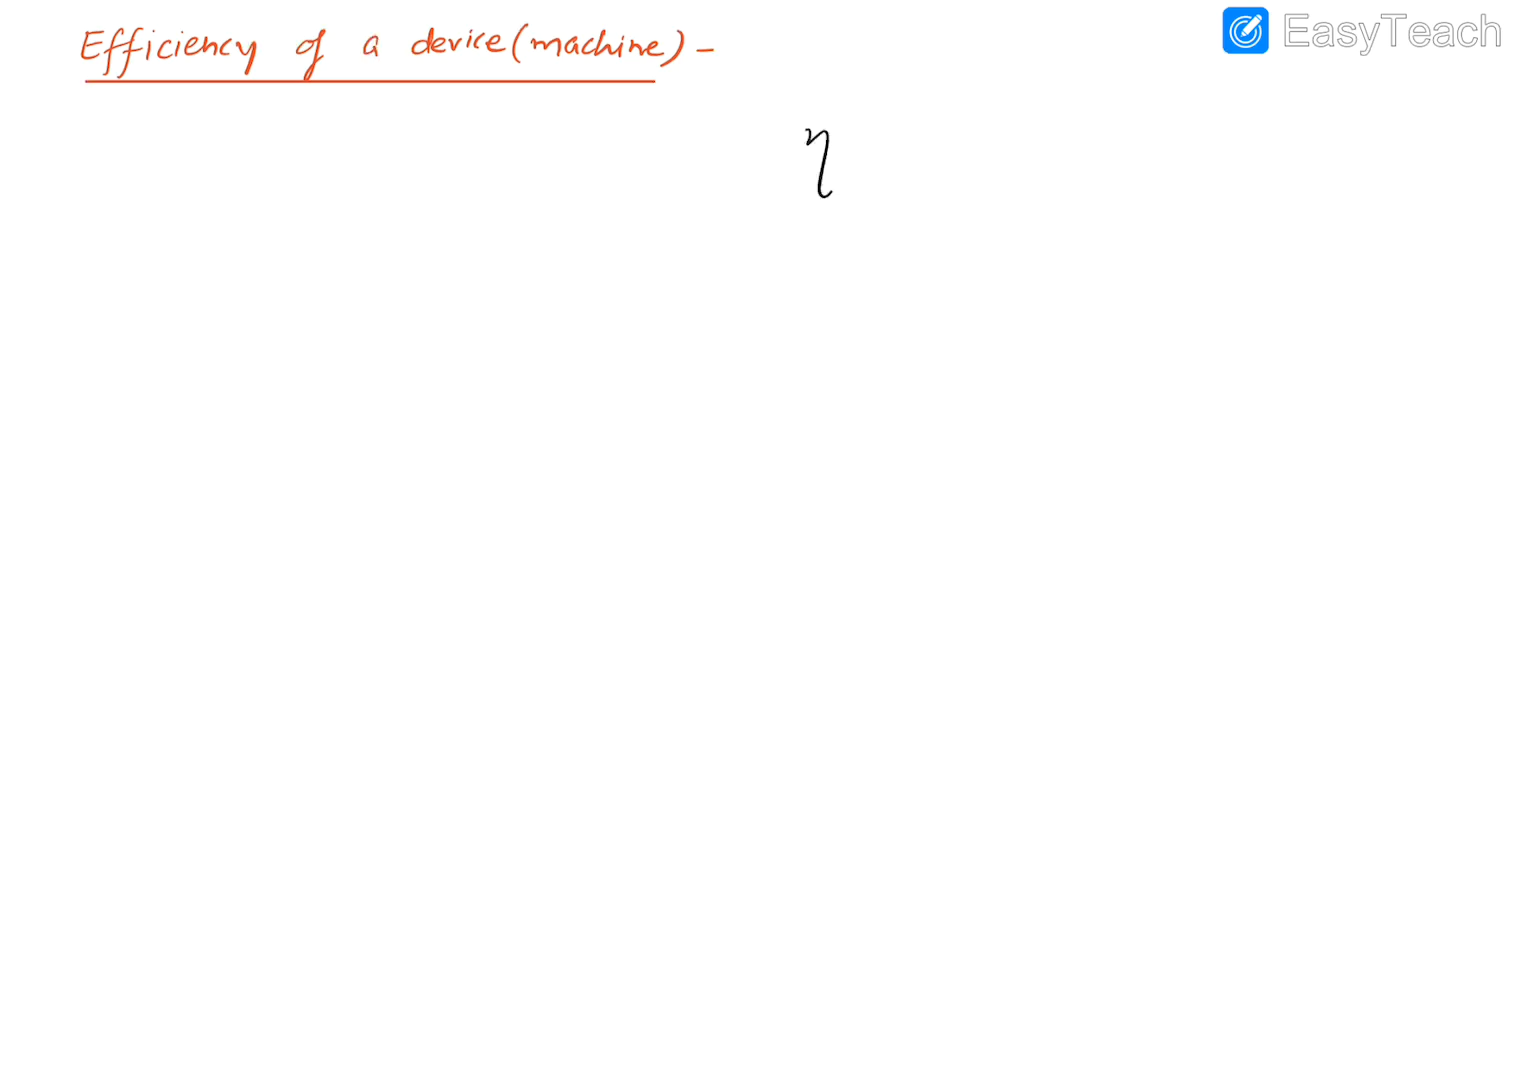 Efficiency of a device (machine) -
EasyTeach
η